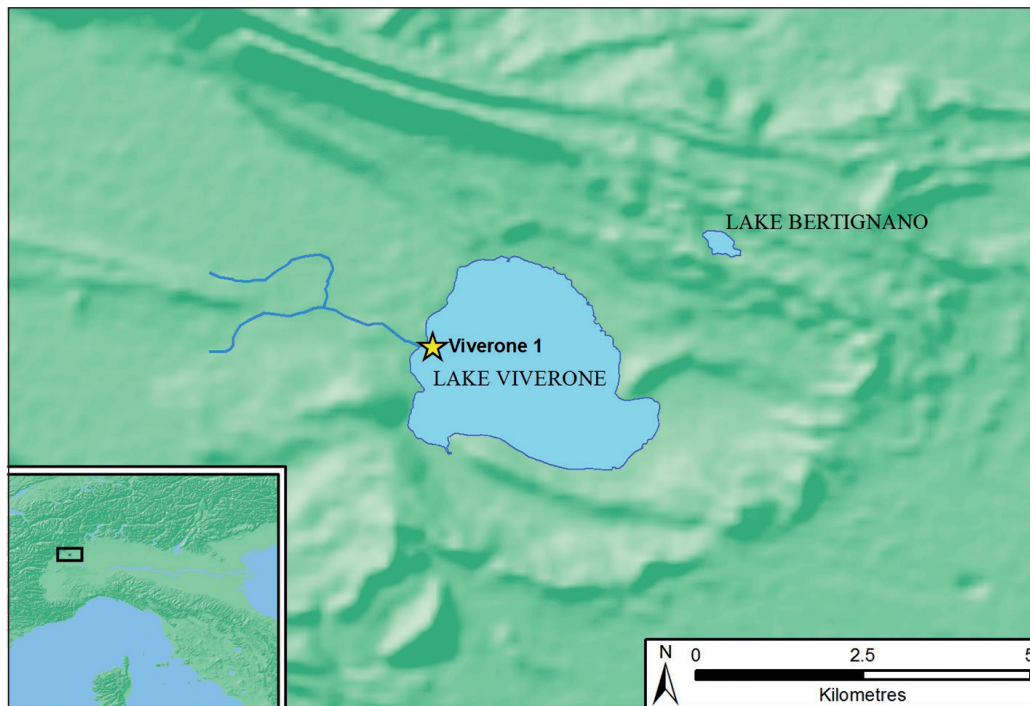 LAKE BERTIGNANO
Viverone 1
LAKE VIVERONE
N
0 2.5 5
Kilometres